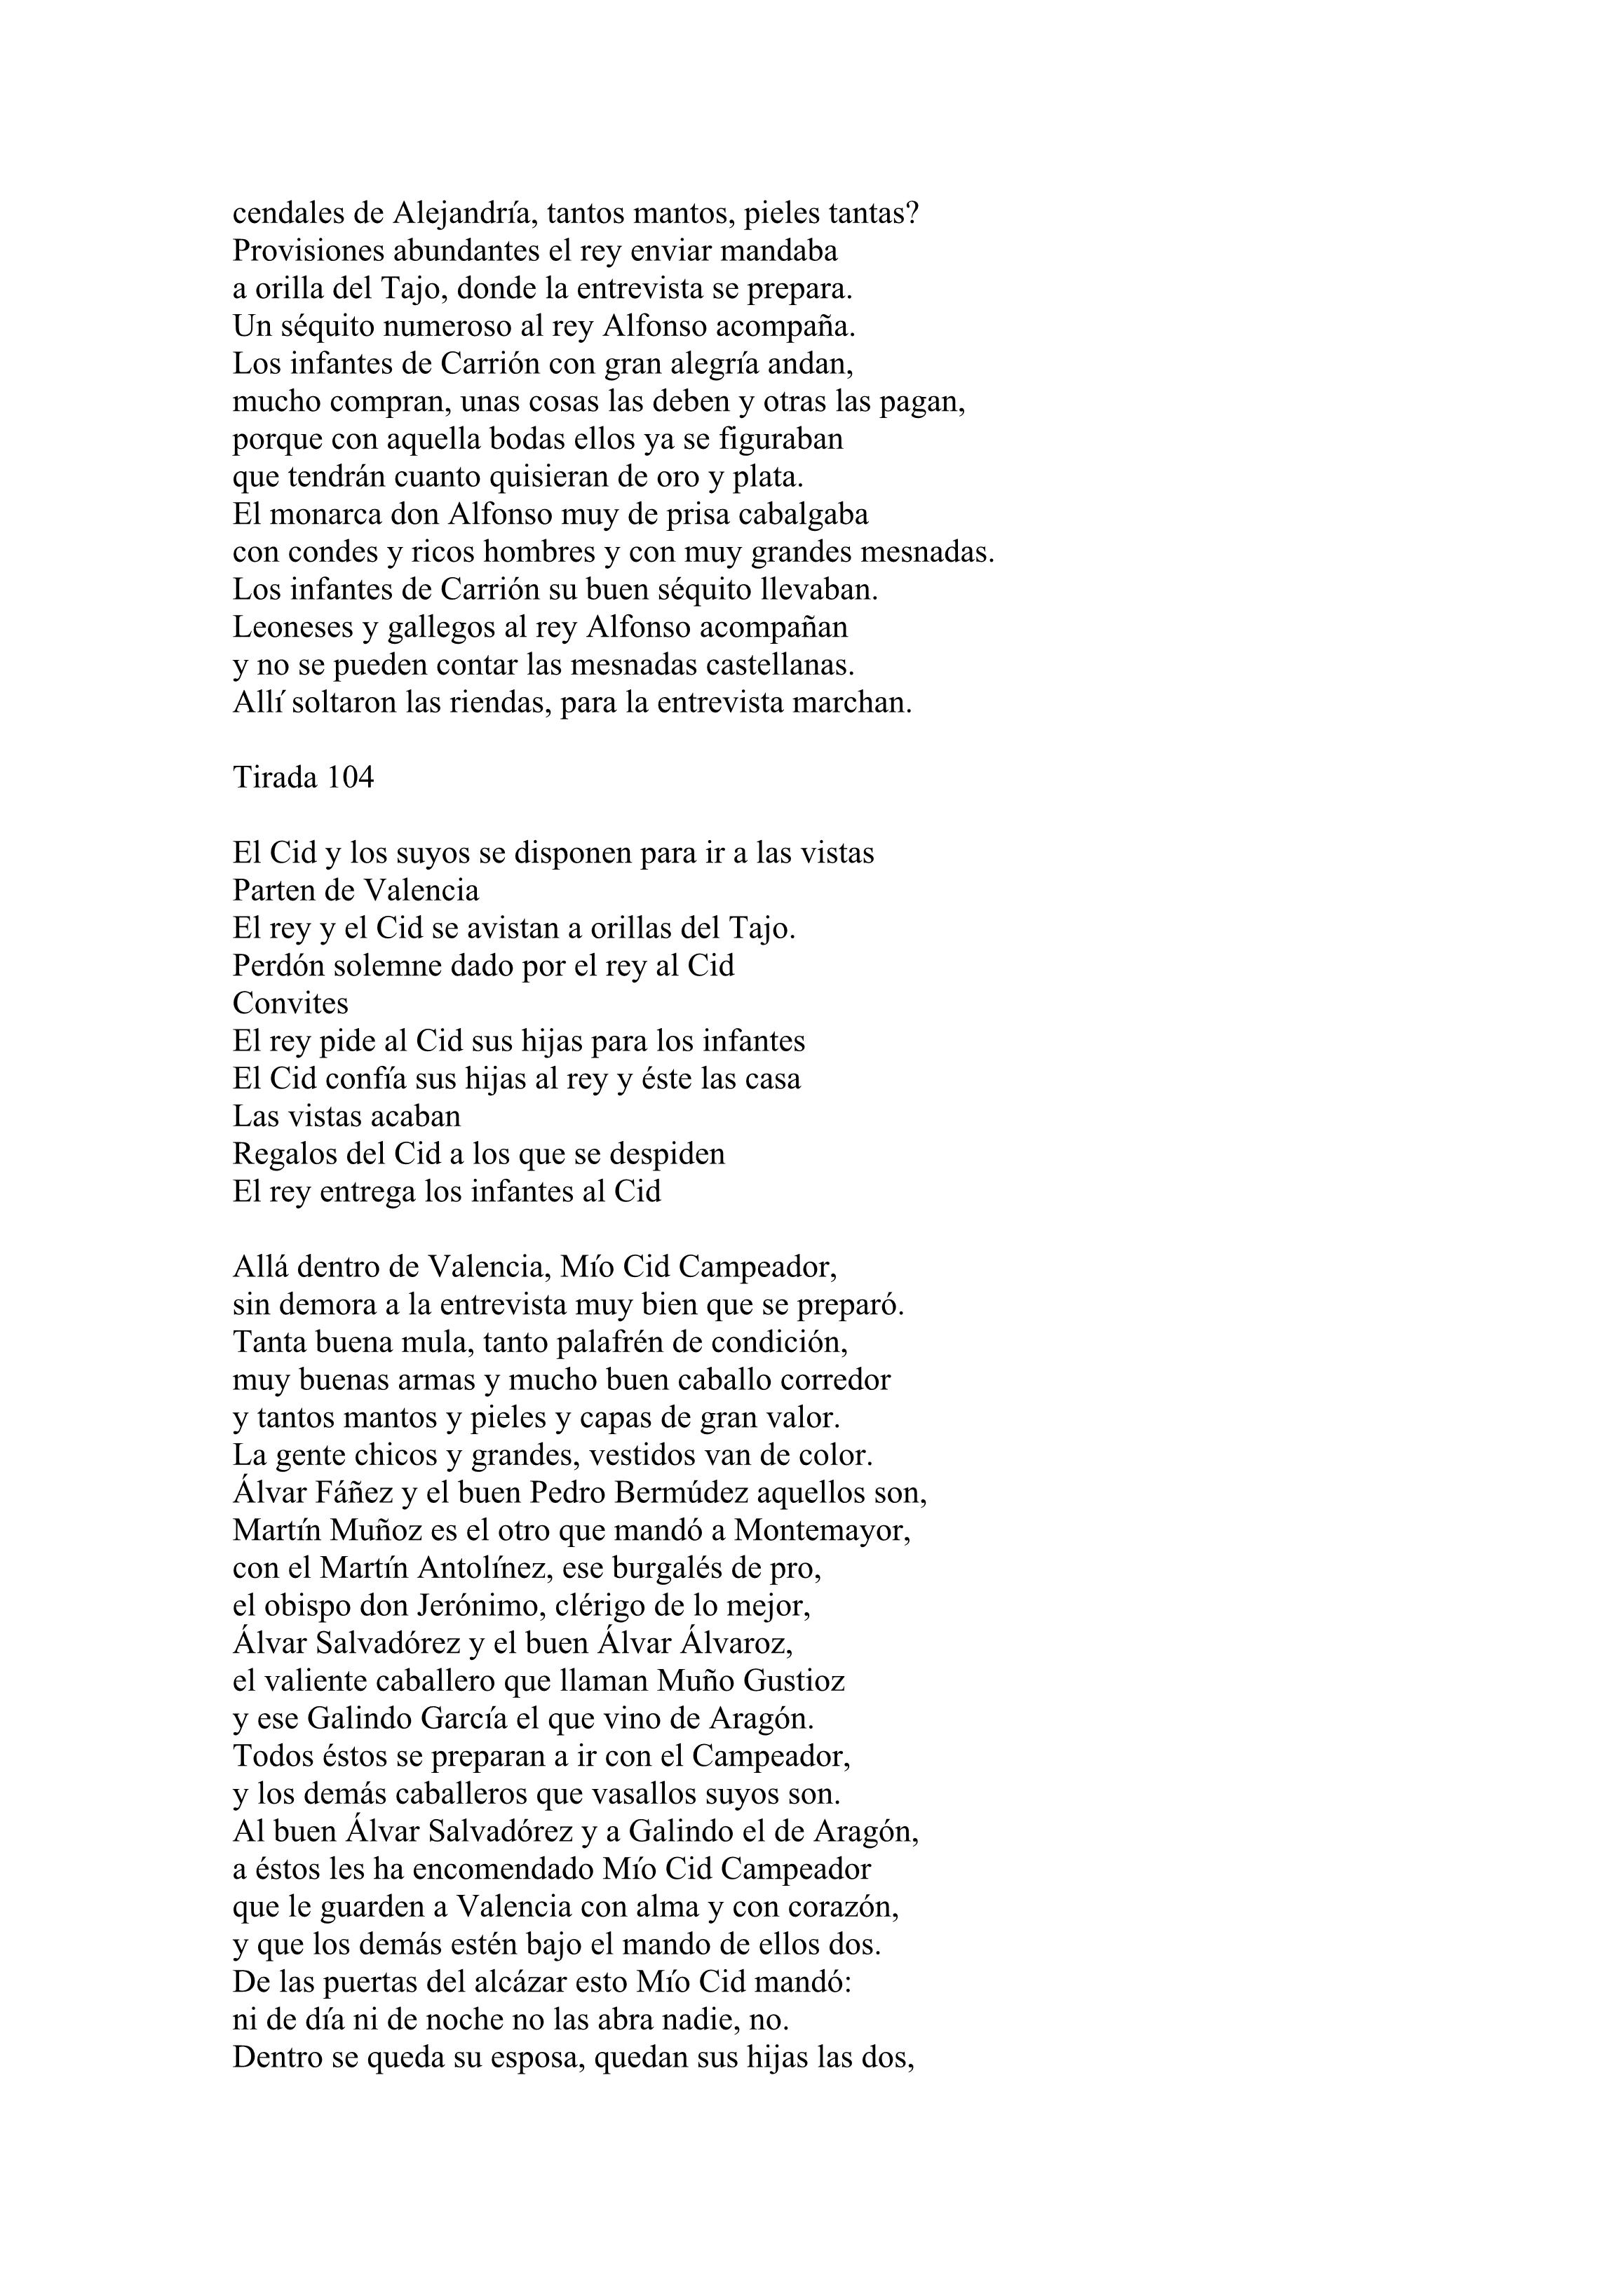 cendales de Alejandría, tantos mantos, pieles tantas?
Provisiones abundantes el rey enviar mandaba
a orilla del Tajo, donde la entrevista se prepara.
Un séquito numeroso al rey Alfonso acompaña.
Los infantes de Carrión con gran alegría andan,
mucho compran, unas cosas las deben y otras las pagan,
porque con aquella bodas ellos ya se figuraban
que tendrán cuanto quisieran de oro y plata.
El monarca don Alfonso muy de prisa cabalgaba
con condes y ricos hombres y con muy grandes mesnadas.
Los infantes de Carrión su buen séquito llevaban.
Leoneses y gallegos al rey Alfonso acompañan
y no se pueden contar las mesnadas castellanas.
Allí soltaron las riendas, para la entrevista marchan.
Tirada 104
El Cid y los suyos se disponen para ir a las vistas
Parten de Valencia
El rey y el Cid se avistan a orillas del Tajo.
Perdón solemne dado por el rey al Cid
Convites
El rey pide al Cid sus hijas para los infantes
El Cid confía sus hijas al rey y éste las casa
Las vistas acaban
Regalos del Cid a los que se despiden
El rey entrega los infantes al Cid
Allá dentro de Valencia, Mío Cid Campeador,
sin demora a la entrevista muy bien que se preparó.
Tanta buena mula, tanto palafrén de condición,
muy buenas armas y mucho buen caballo corredor
y tantos mantos y pieles y capas de gran valor.
La gente chicos y grandes, vestidos van de color.
Álvar Fáñez y el buen Pedro Bermúdez aquellos son,
Martín Muñoz es el otro que mandó a Montemayor,
con el Martín Antolínez, ese burgalés de pro,
el obispo don Jerónimo, clérigo de lo mejor,
Álvar Salvadórez y el buen Álvar Álvaroz,
el valiente caballero que llaman Muño Gustioz
y ese Galindo García el que vino de Aragón.
Todos éstos se preparan a ir con el Campeador,
y los demás caballeros que vasallos suyos son.
Al buen Álvar Salvadórez y a Galindo el de Aragón,
a éstos les ha encomendado Mío Cid Campeador
que le guarden a Valencia con alma y con corazón,
y que los demás estén bajo el mando de ellos dos.
De las puertas del alcázar esto Mío Cid mandó:
ni de día ni de noche no las abra nadie, no.
Dentro se queda su esposa, quedan sus hijas las dos,